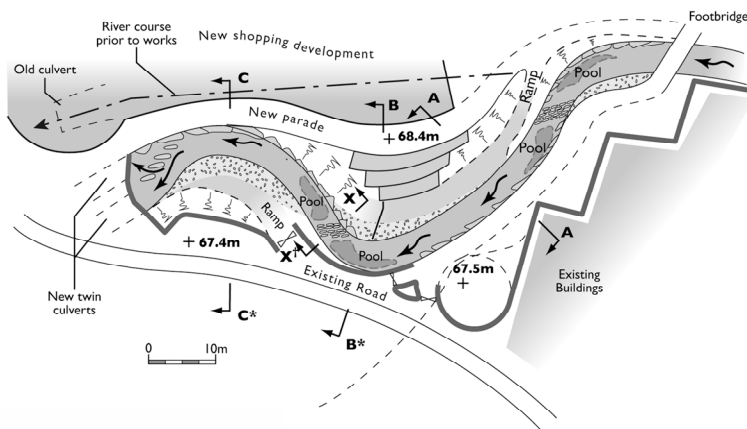 Footbridge
River course
prior to works
New shopping development
Old culvert
C
B
A
Ramp
Pool
New parade
68.4m
Pool
X
Pool
Ramp
A
67.4m
X'
Pool
67.5m
Existing
Buildings
Existing Road
New twin
culverts
C*
B*
0 10m